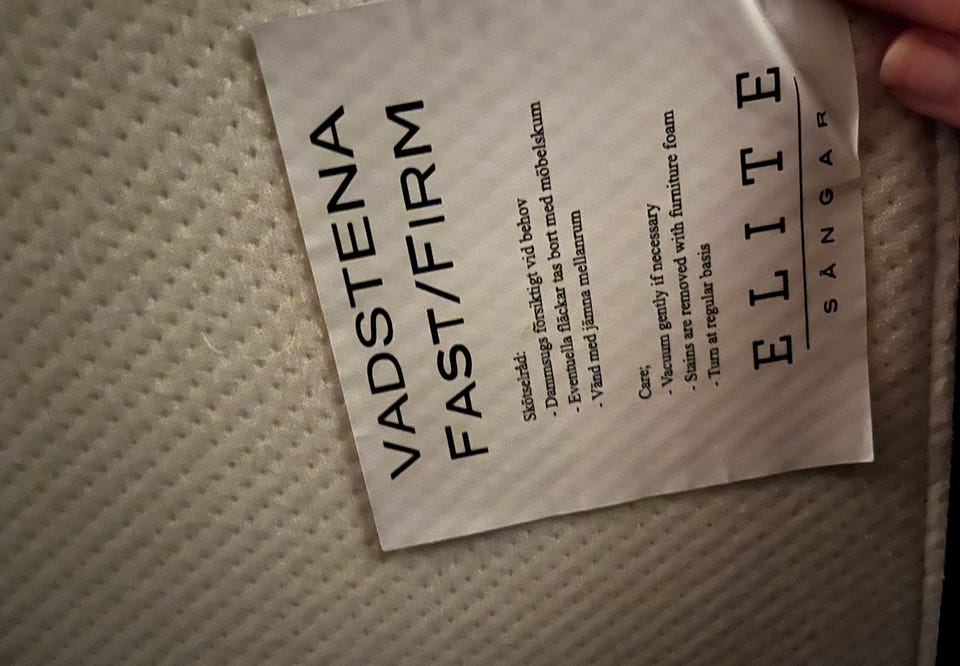 VADSTENA
FAST/FIRM
Skötselråd:
- Dammsugs försiktigt vid behov
- Eventuella fläckar tas bort med möbelskum
- Vänd med jämna mellanrum
Care;
- Vacuum gently if necessary
- Stains are removed with furniture foam
- Turn at regular basis
ELITE
SÄNGAR